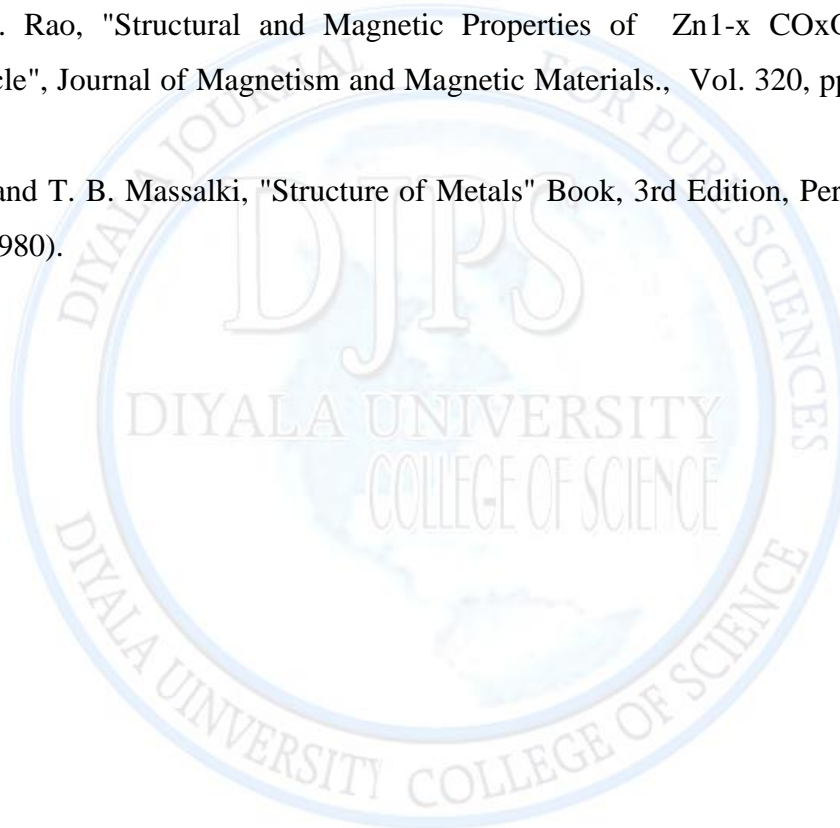 . Rao, "Structural and Magnetic Properties of Zn1-x COxO
cle", Journal of Magnetism and Magnetic Materials., Vol. 320, pp
and T. B. Massalki, "Structure of Metals" Book, 3rd Edition, Per
980).
DIYALA JOURNAL FOR PURE SCIENCES
DJPS
DIYALA UNIVERSITY
COLLEGE OF SCIENCE
DIYALA UINVERSITY COLLEGE OF SCIENCE